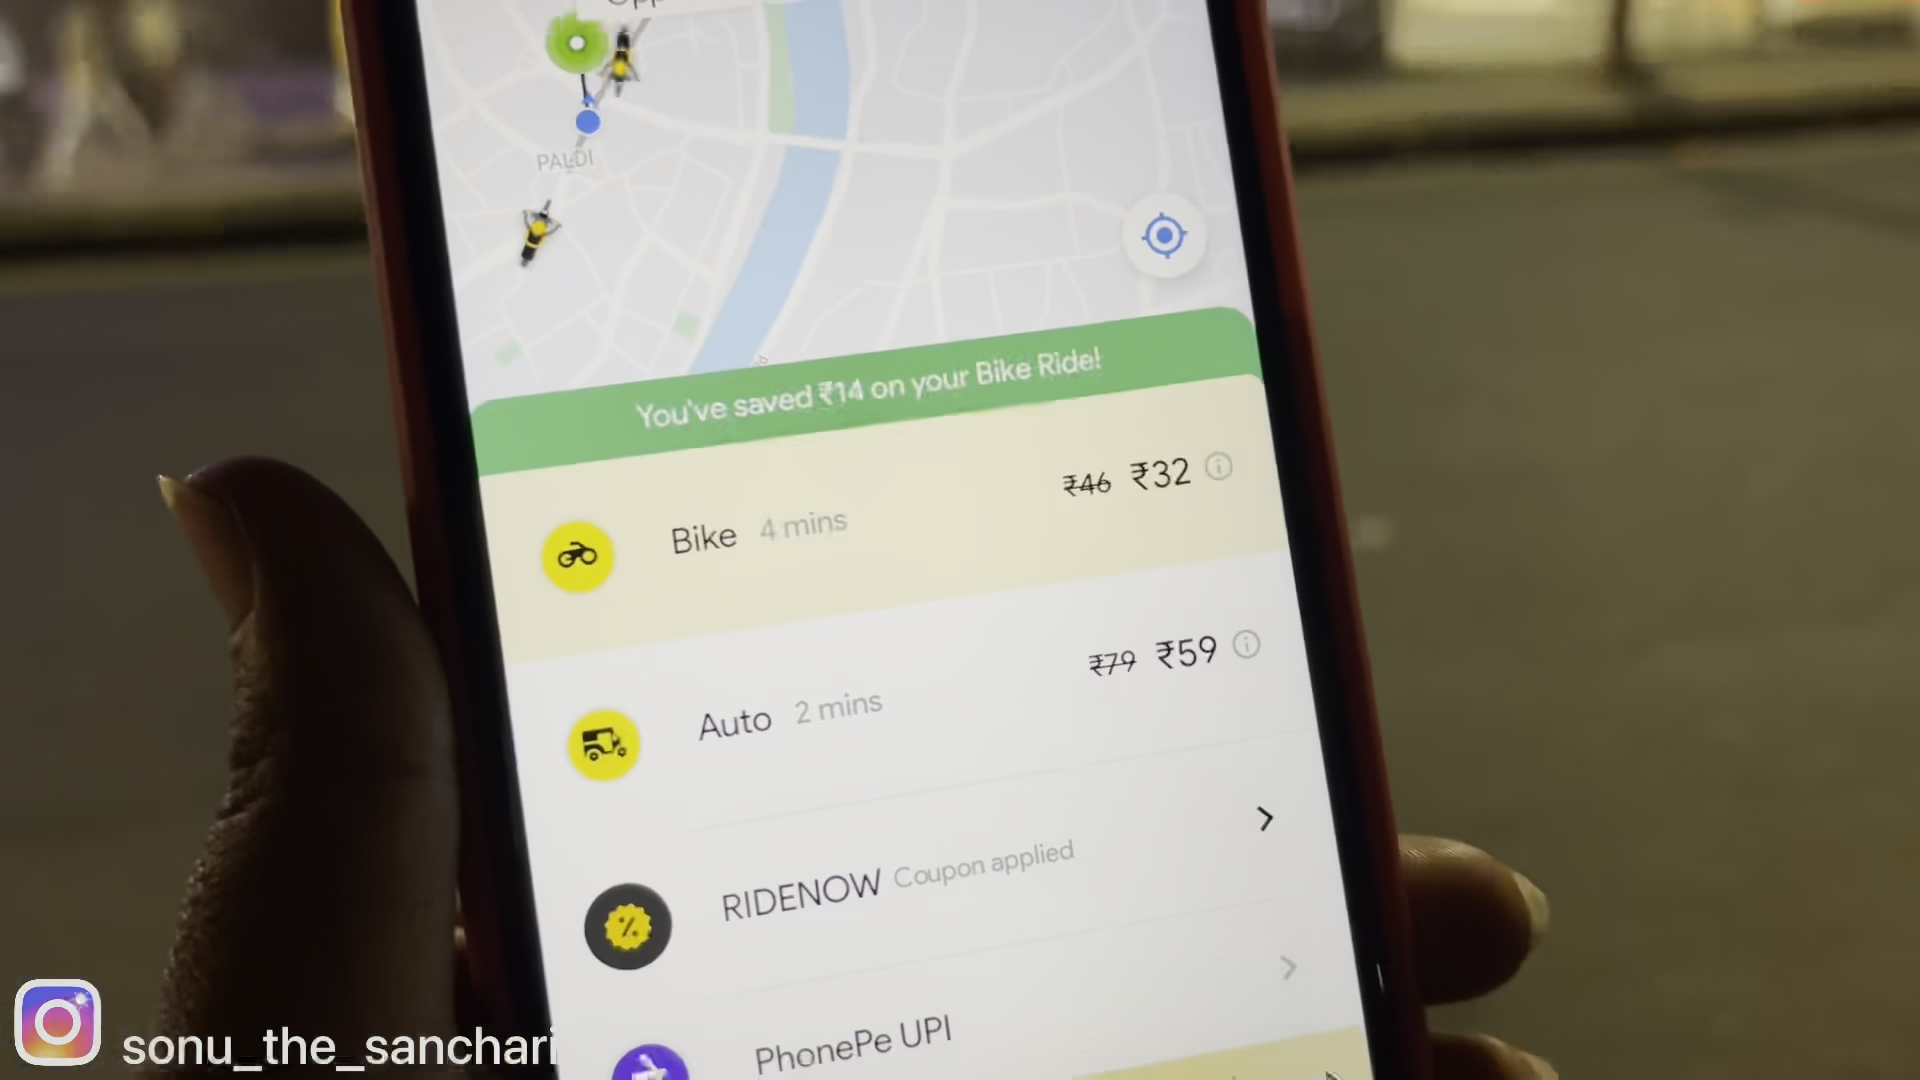 PALDI
You've saved ₹14 on your Bike Ride!
Bike 4 mins ₹46 ₹32
Auto 2 mins ₹79 ₹59
RIDENOW Coupon applied
PhonePe UPI
sonu_the_sanchari